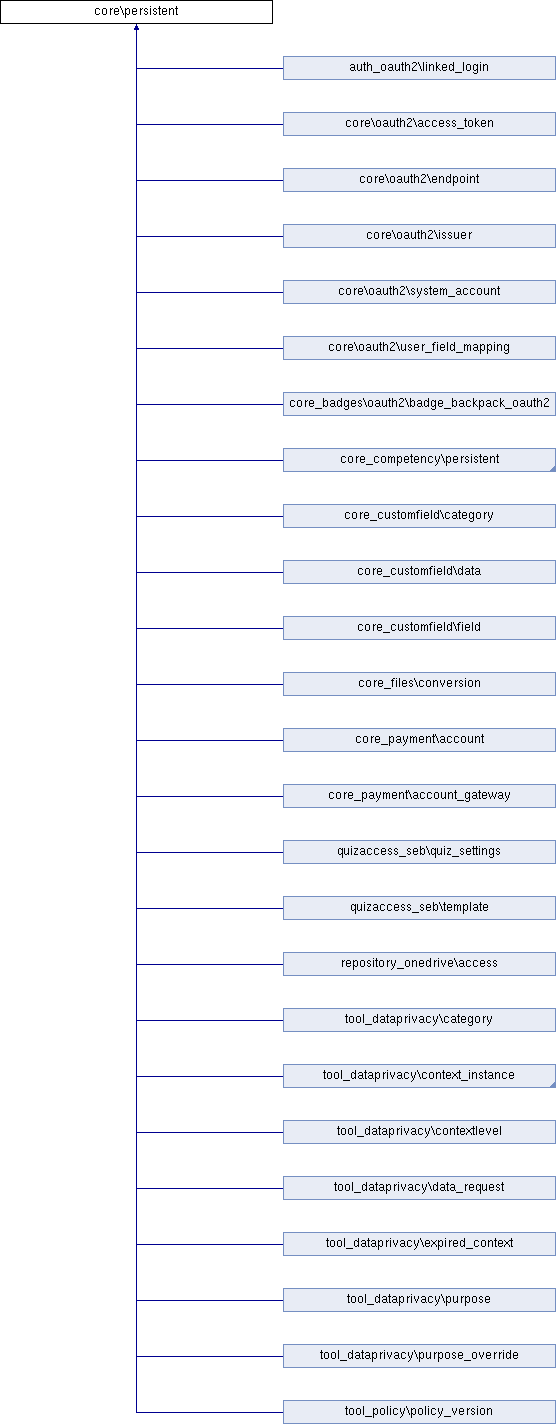 core\persistent
auth_oauth2\linked_login
core\oauth2\access_token
core\oauth2\endpoint
core\oauth2\issuer
core\oauth2\system_account
core\oauth2\user_field_mapping
core_badges\oauth2\badge_backpack_oauth2
core_competency\persistent
core_customfield\category
core_customfield\data
core_customfield\field
core_files\conversion
core_payment\account
core_payment\account_gateway
quizaccess_seb\quiz_settings
quizaccess_seb\template
repository_onedrive\access
tool_dataprivacy\category
tool_dataprivacy\context_instance
tool_dataprivacy\contextlevel
tool_dataprivacy\data_request
tool_dataprivacy\expired_context
tool_dataprivacy\purpose
tool_dataprivacy\purpose_override
tool_policy\policy_version